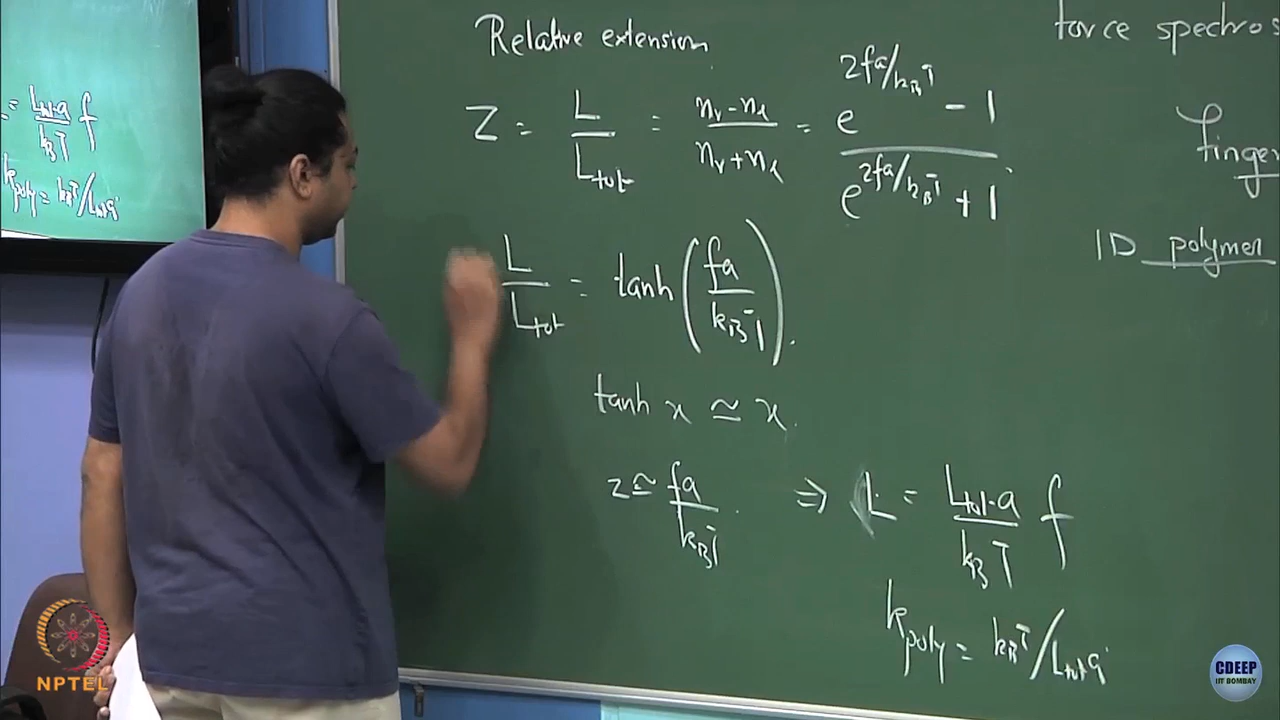 Relative extension
Z = L/L_tot = (n_r - n_l)/(n_r + n_l) = (e^{2fa/k_BT} - 1)/(e^{2fa/k_BT} + 1)
L/L_tot = tanh(fa/k_BT).
tanh x ≃ x.
z ≃ fa/k_BT. ⇒ L = (L_tot·a/k_BT) f
k_poly = k_BT/L_tot a
force spectros
finger
1D polymer
= (L_tot·a/k_BT) f
k_poly = k_BT/L_tot a
NPTEL
CDEEP
IIT BOMBAY